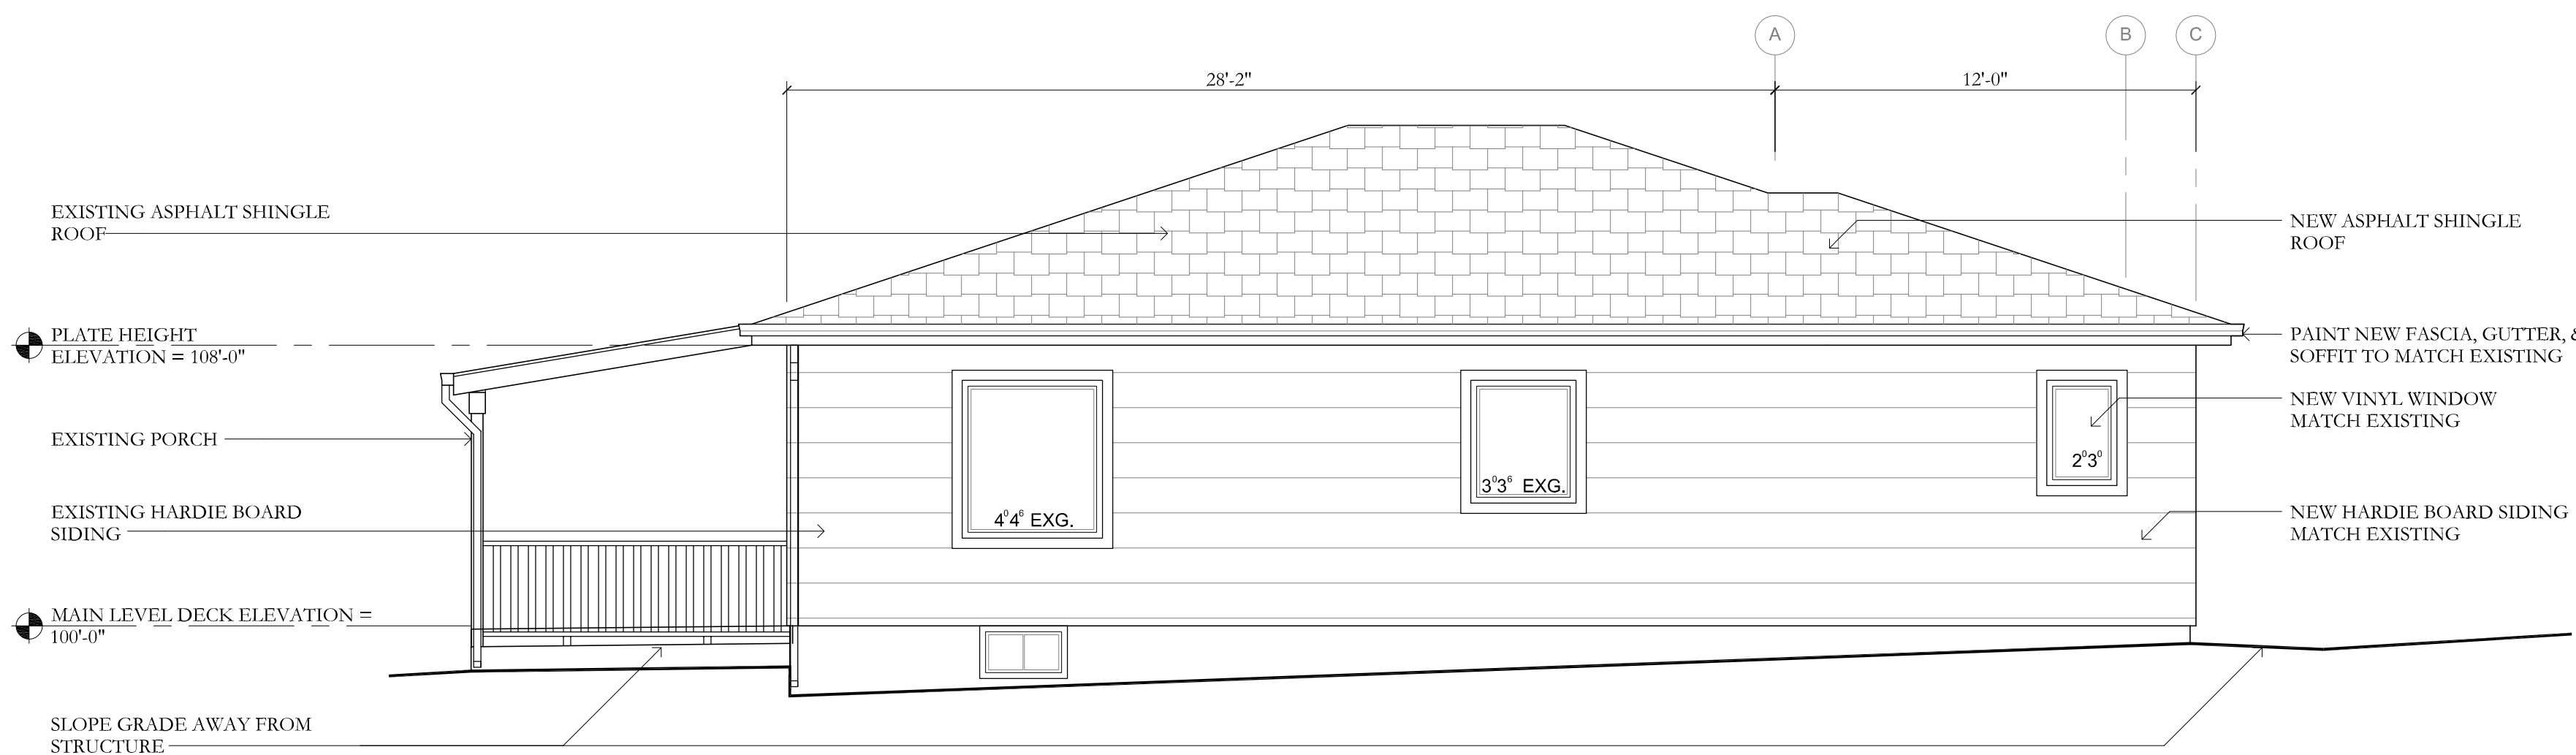 A
B
C
28'-2"
12'-0"
EXISTING ASPHALT SHINGLE
ROOF
NEW ASPHALT SHINGLE
ROOF
PLATE HEIGHT
ELEVATION = 108'-0"
PAINT NEW FASCIA, GUTTER, &
SOFFIT TO MATCH EXISTING
NEW VINYL WINDOW
MATCH EXISTING
EXISTING PORCH
2⁰3⁰
3⁰3⁶ EXG.
4⁰4⁶ EXG.
EXISTING HARDIE BOARD
SIDING
NEW HARDIE BOARD SIDING
MATCH EXISTING
MAIN LEVEL DECK ELEVATION =
100'-0"
SLOPE GRADE AWAY FROM
STRUCTURE